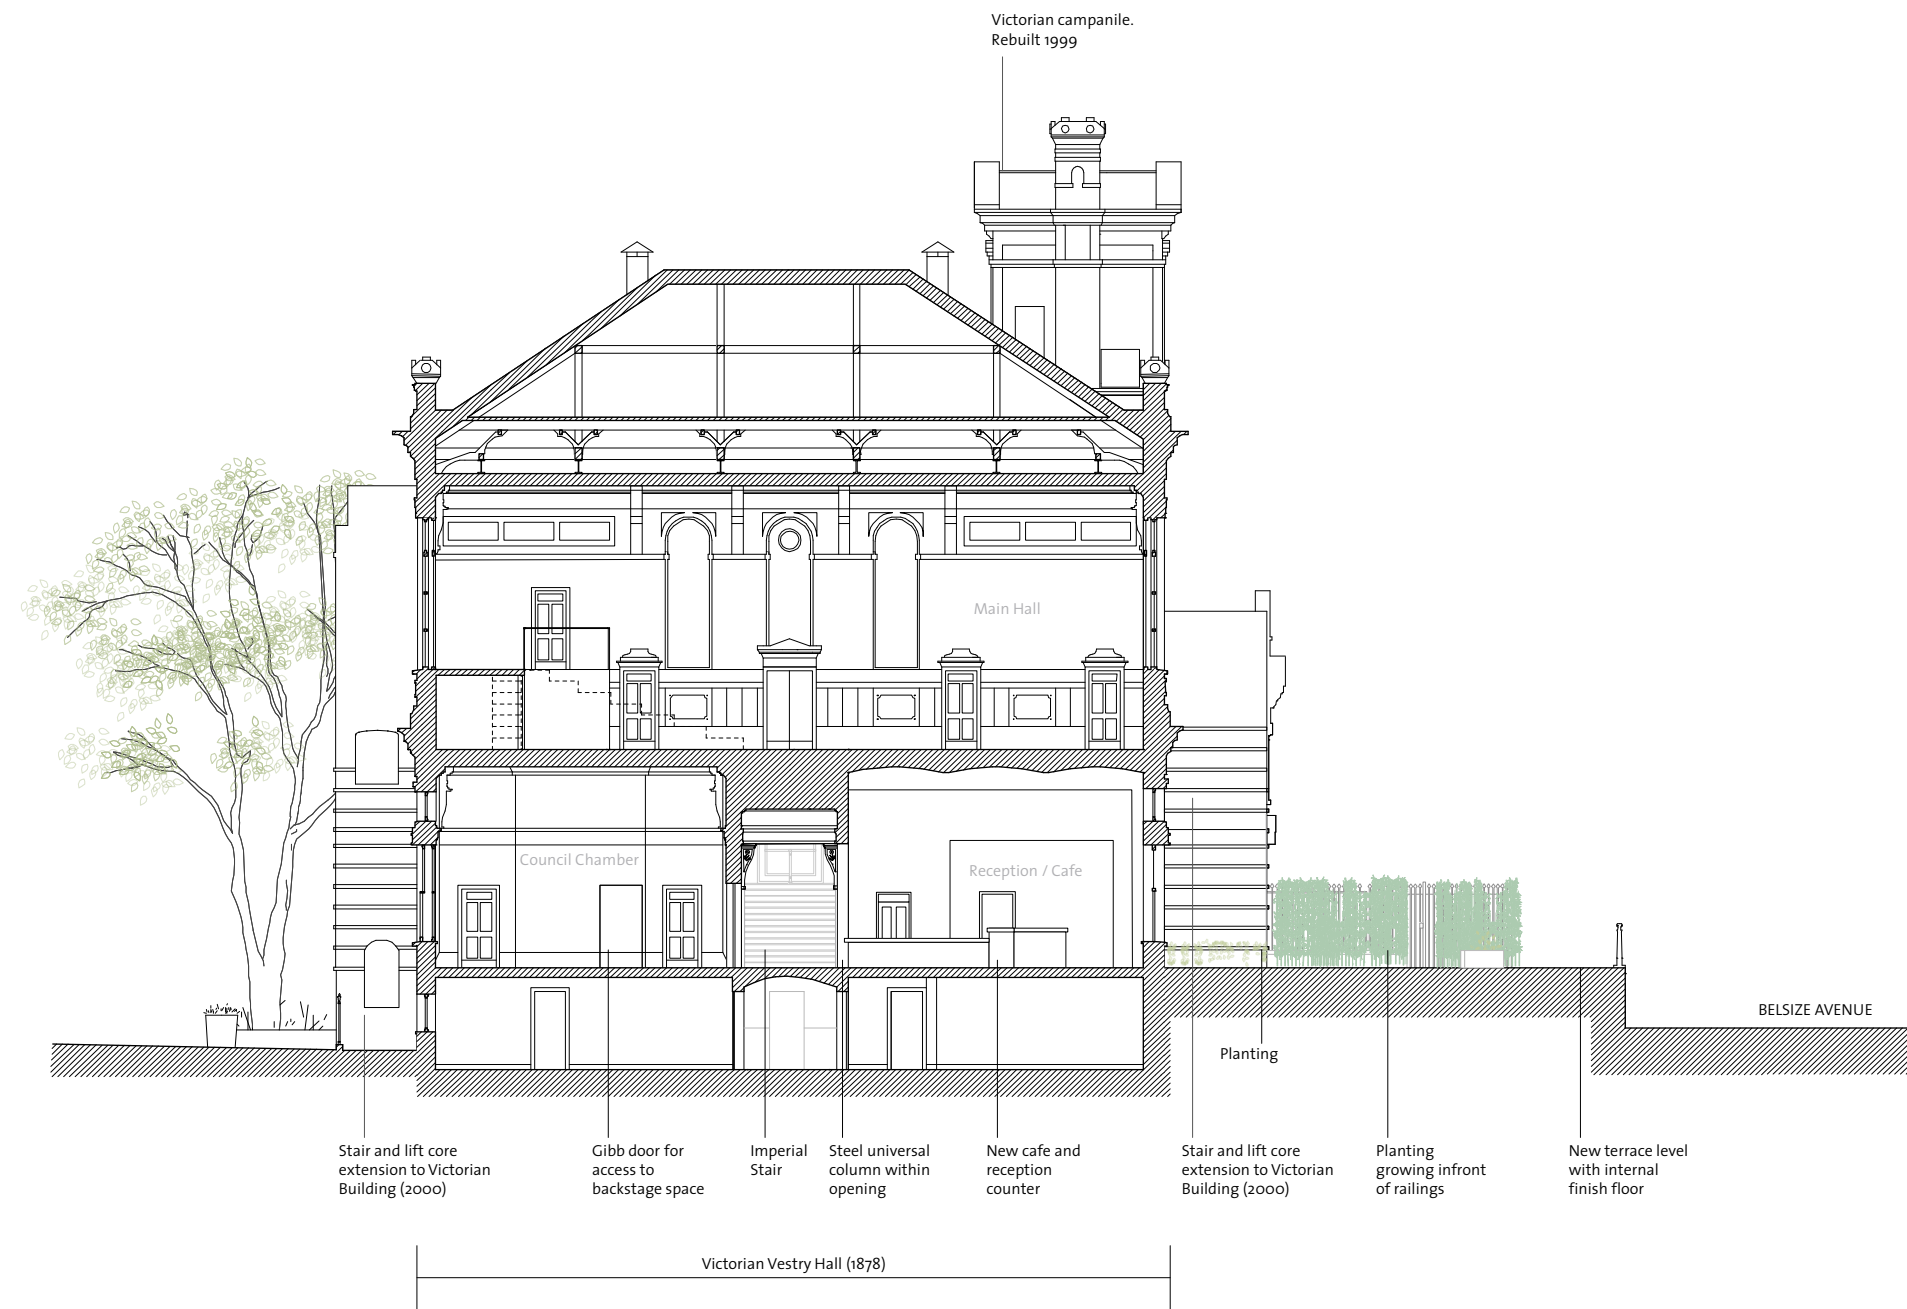 Victorian campanile.
Rebuilt 1999
Main Hall
Council Chamber
Reception / Cafe
BELSIZE AVENUE
Planting
Stair and lift core
extension to Victorian
Building (2000)
Gibb door for
access to
backstage space
Imperial
Stair
Steel universal
column within
opening
New cafe and
reception
counter
Stair and lift core
extension to Victorian
Building (2000)
Planting
growing infront
of railings
New terrace level
with internal
finish floor
Victorian Vestry Hall (1878)